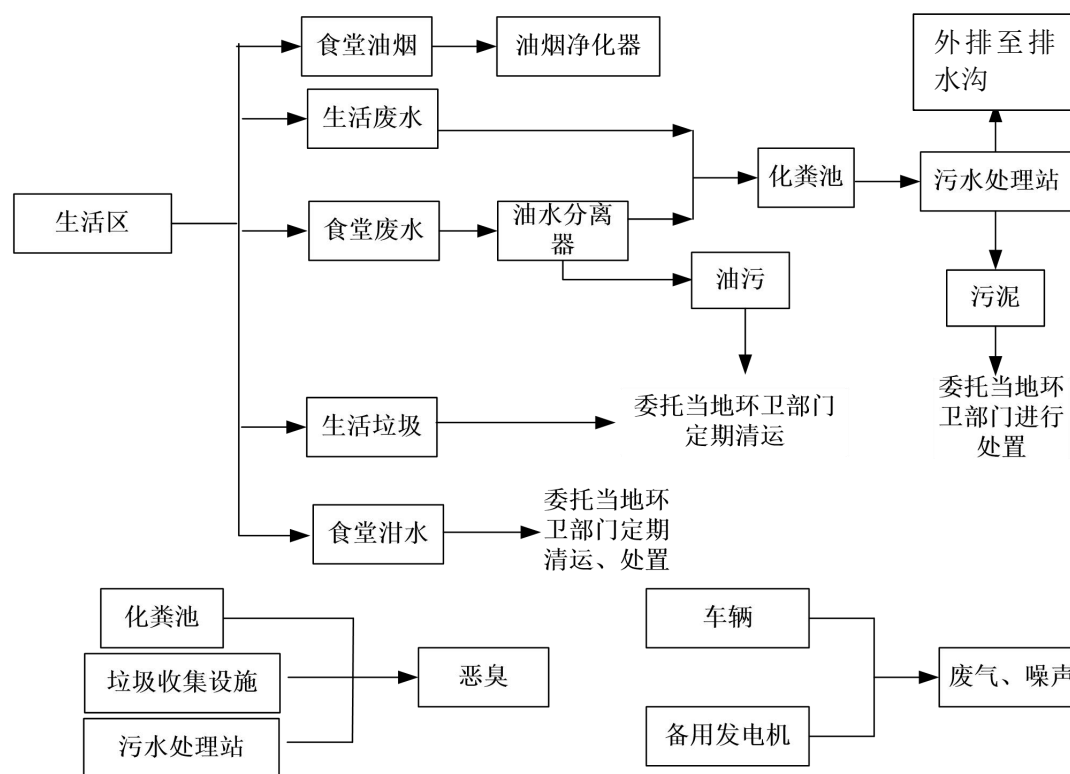 食堂油烟
油烟净化器
外排至排
水沟
生活废水
化粪池
污水处理站
生活区
食堂废水
油水分离
器
油污
污泥
生活垃圾
委托当地环卫部门
定期清运
委托当地环
卫部门进行
处置
食堂泔水
委托当地环
卫部门定期
清运、处置
化粪池
垃圾收集设施
污水处理站
恶臭
车辆
备用发电机
废气、噪声